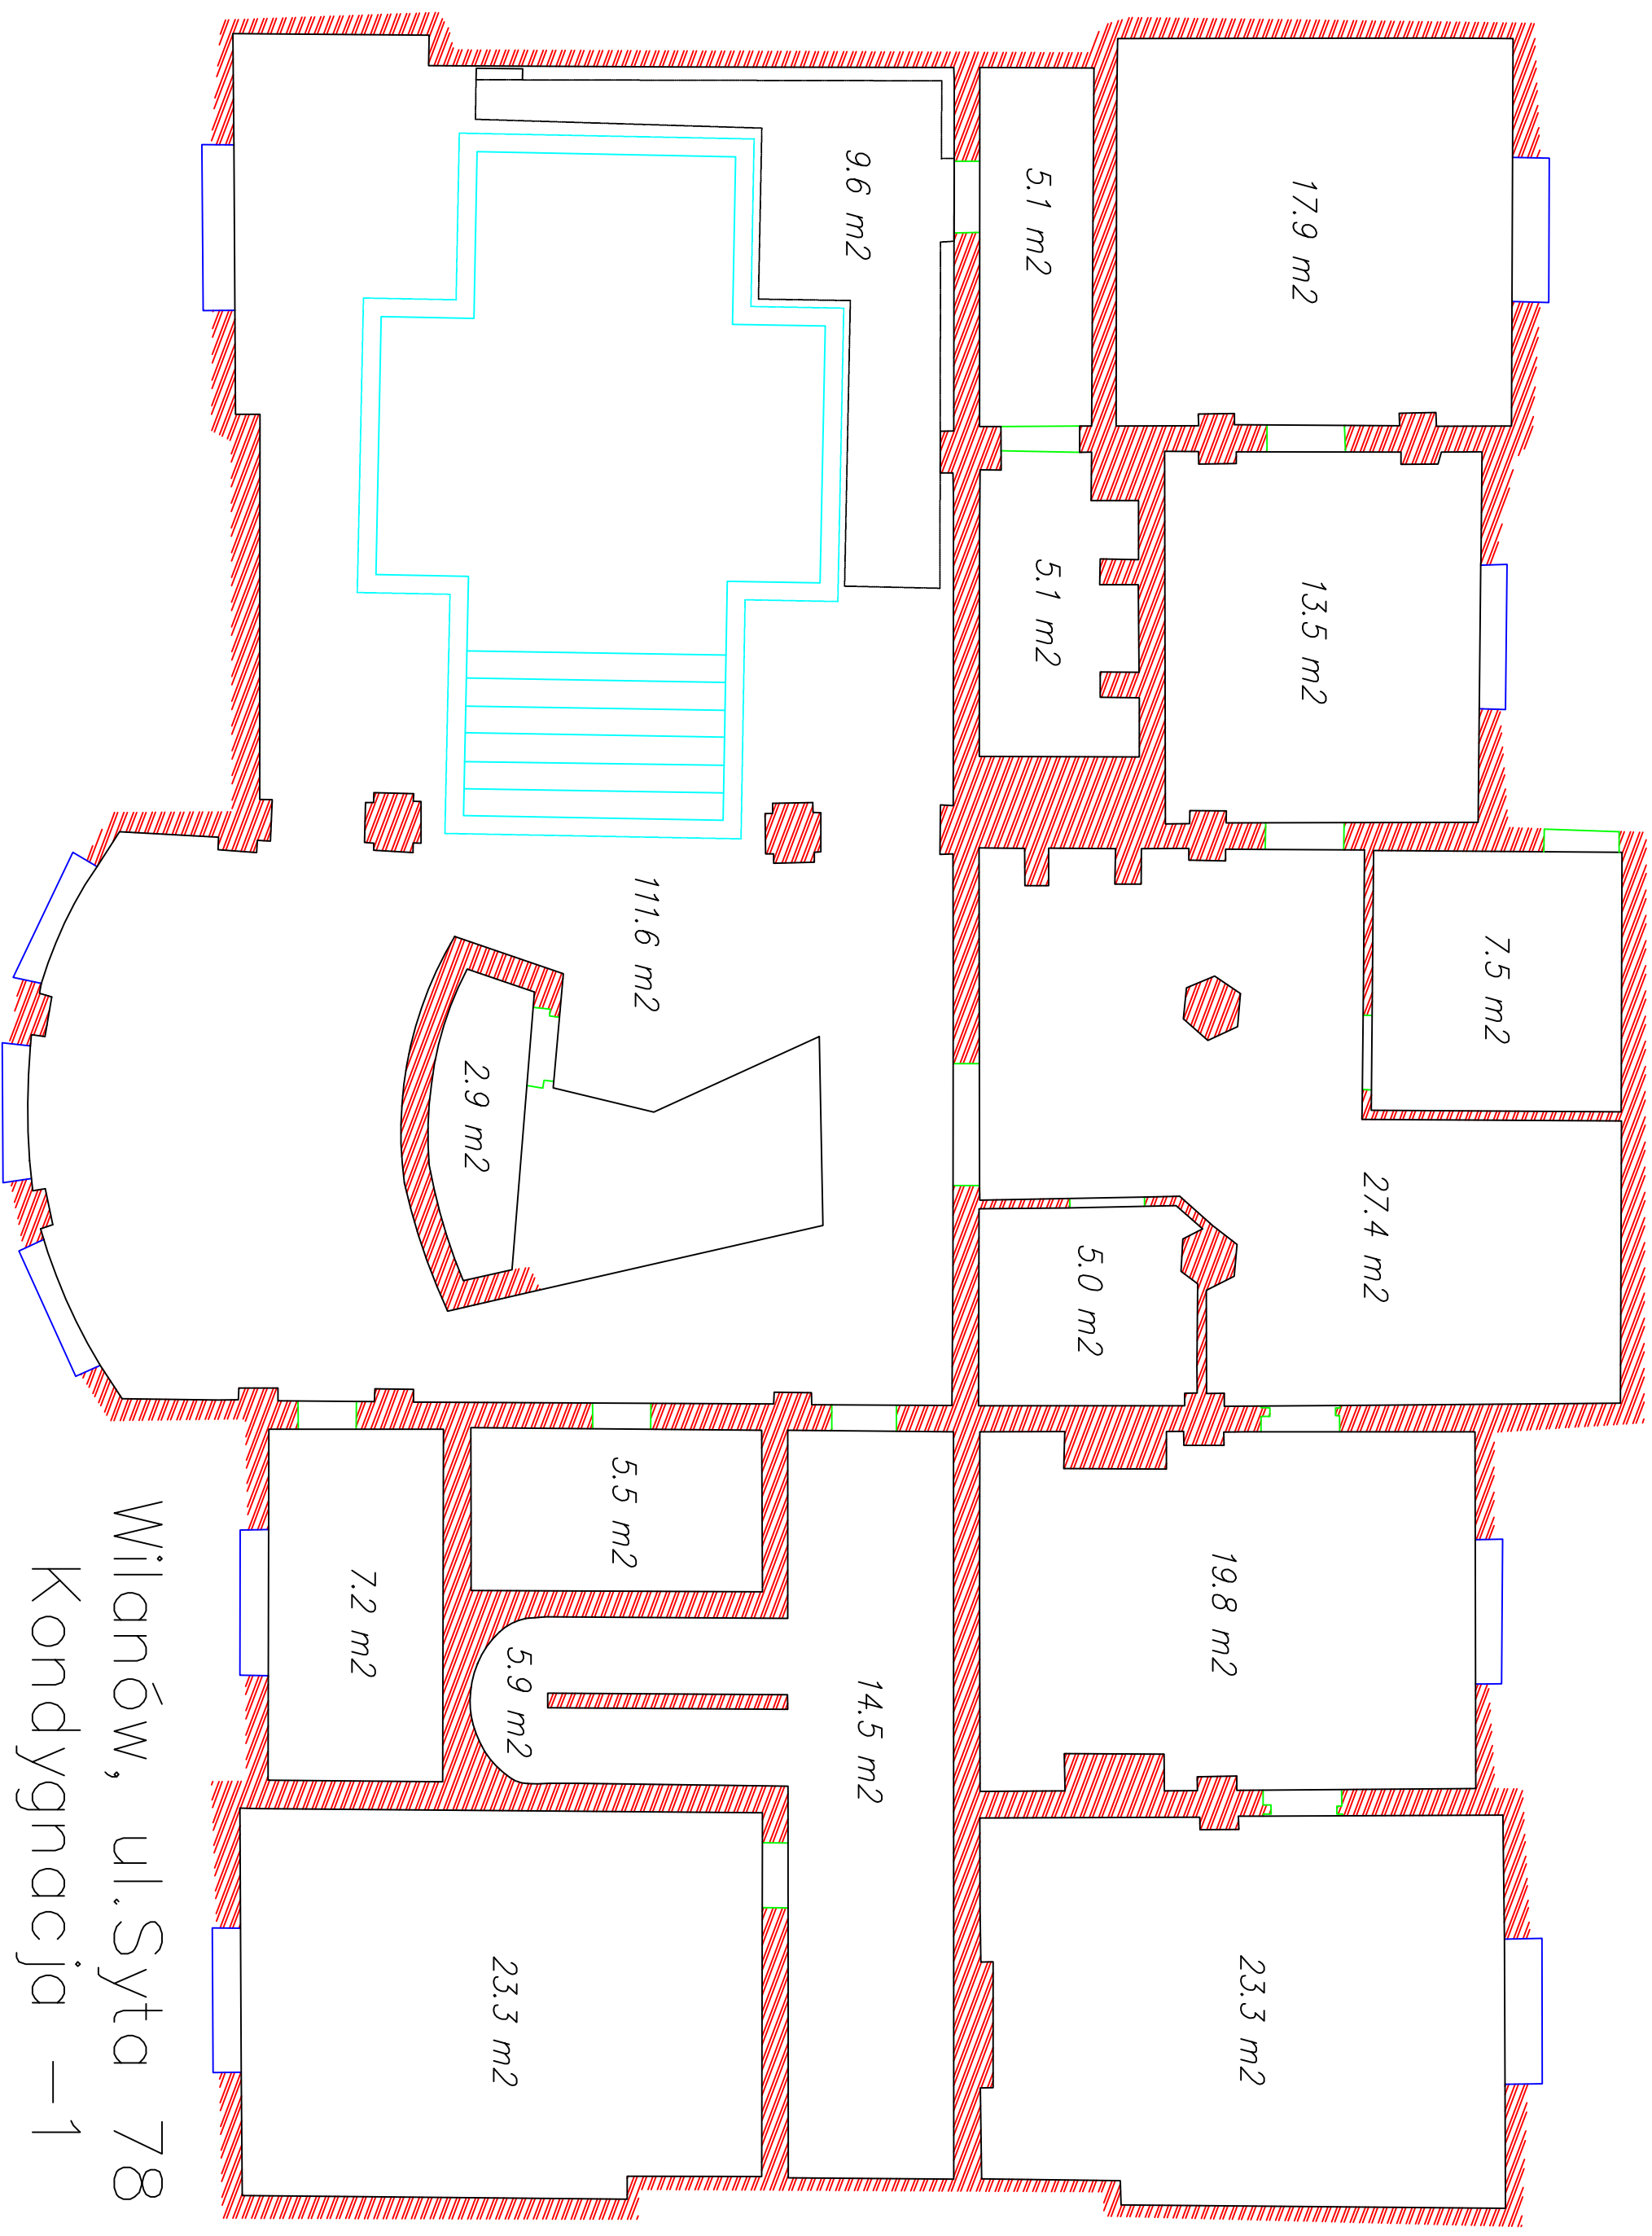 17.9 m2
13.5 m2
7.5 m2
27.4 m2
19.8 m2
23.3 m2
5.1 m2
5.1 m2
5.0 m2
9.6 m2
14.5 m2
111.6 m2
5.5 m2
2.9 m2
5.9 m2
23.3 m2
7.2 m2
Wilanów, ul.Syta 78
Kondygnacja -1